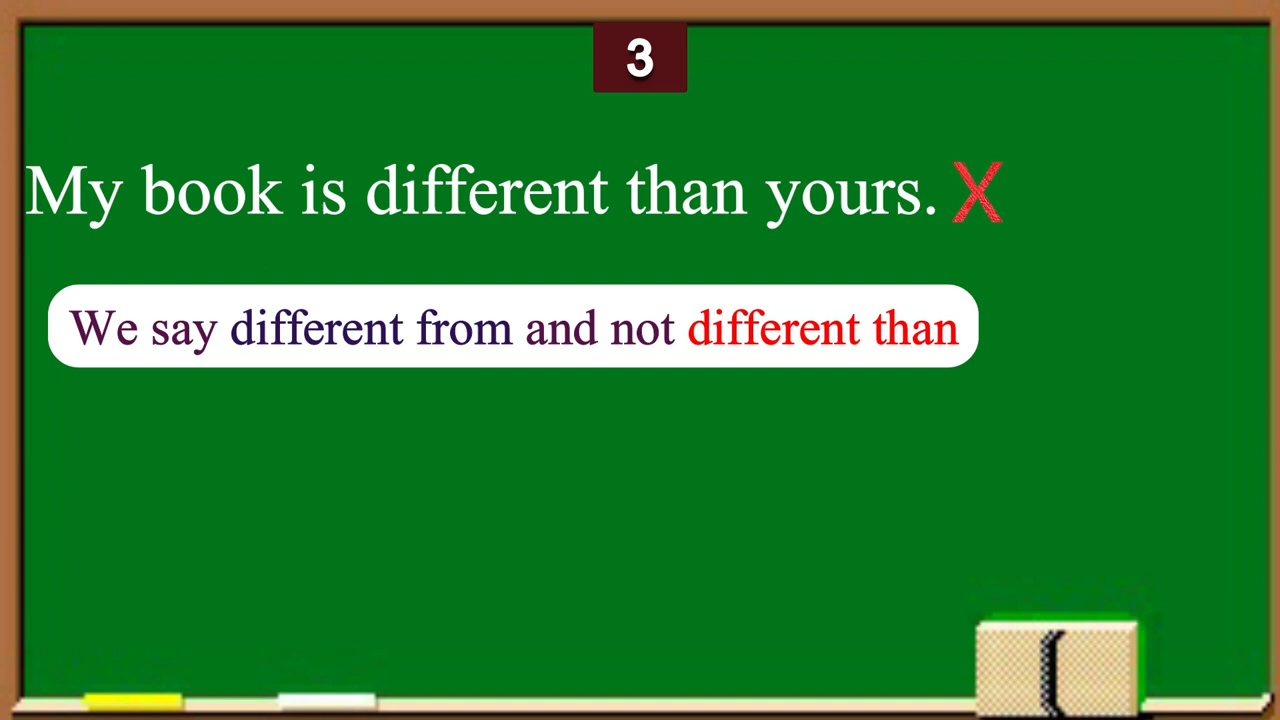 3
My book is different than yours. X
We say different from and not different than